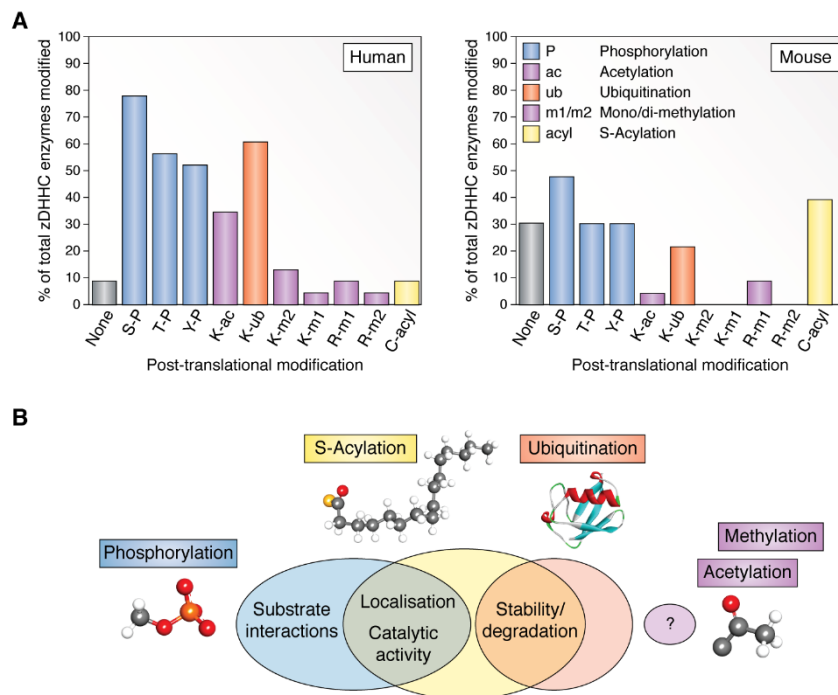 A
% of total zDHHC enzymes modified
100
90
80
70
60
50
40
30
20
10
0
Human
None
S-P
T-P
Y-P
K-ac
K-ub
K-m2
K-m1
R-m1
R-m2
C-acyl
Post-translational modification
% of total zDHHC enzymes modified
100
90
80
70
60
50
40
30
20
10
0
P Phosphorylation
ac Acetylation
ub Ubiquitination
m1/m2 Mono/di-methylation
acyl S-Acylation
Mouse
None
S-P
T-P
Y-P
K-ac
K-ub
K-m2
K-m1
R-m1
R-m2
C-acyl
Post-translational modification
B
S-Acylation
Ubiquitination
Phosphorylation
Methylation
Acetylation
Substrate
interactions
Localisation
Catalytic
activity
Stability/
degradation
?